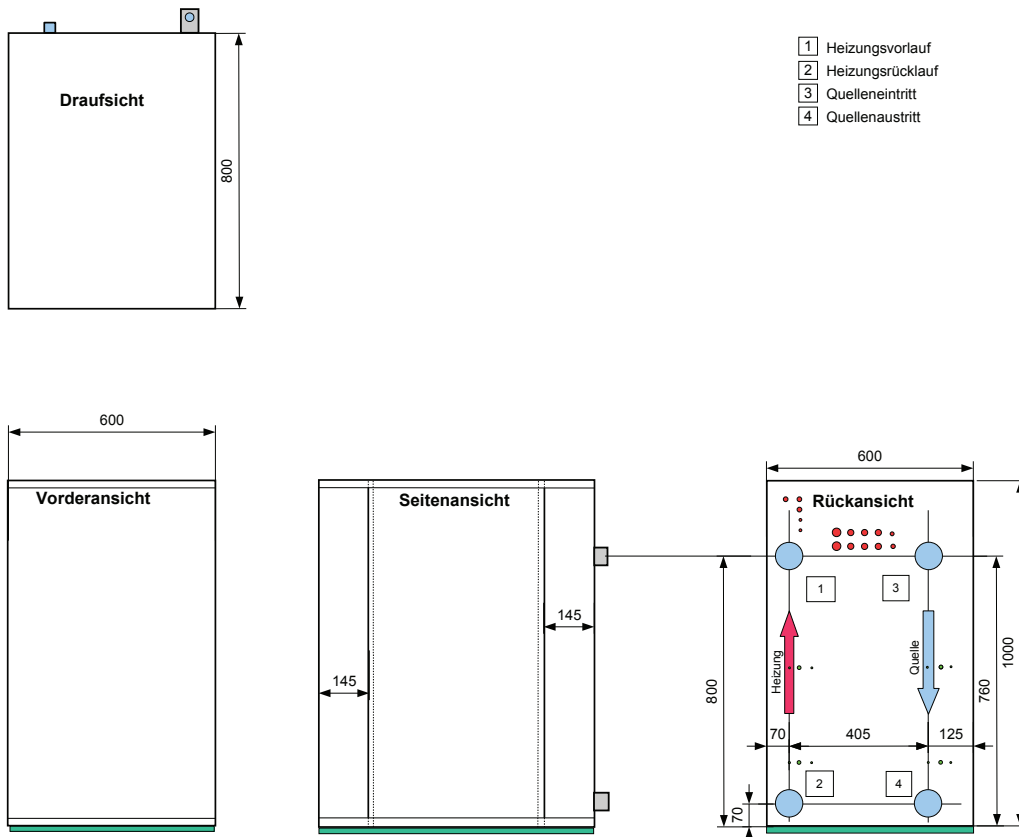 1 Heizungsvorlauf
2 Heizungsrücklauf
3 Quelleneintritt
4 Quellenaustritt
Draufsicht
800
600
Vorderansicht
Seitenansicht
145
145
600
Rückansicht
1
3
Heizung
Quelle
800
760
1000
70
405
125
2
4
70